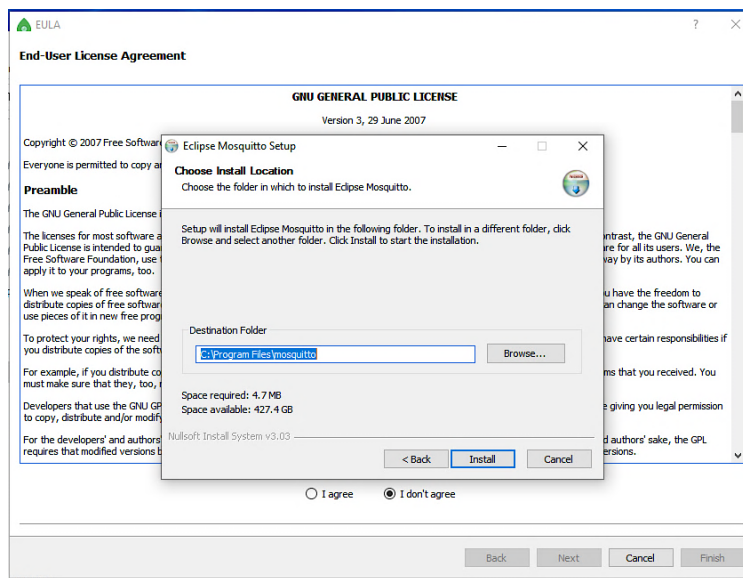 EULA
End-User License Agreement
GNU GENERAL PUBLIC LICENSE
Version 3, 29 June 2007
Copyright © 2007 Free Software
Everyone is permitted to copy
Preamble
The GNU General Public License
The licenses for most software
ntrast, the GNU General
Public License is intended to
re for all its users. We, the
Free Software Foundation, use
way by its authors. You can
apply it to your programs, too.
When we speak of free software
u have the freedom to
distribute copies of free software
an change the software or
use pieces of it in new free
To protect your rights, we need
have certain responsibilities if
you distribute copies of the
For example, if you distribute
ms that you received. You
must make sure that they, too,
Developers that use the GNU
e giving you legal permission
to copy, distribute and/or
For the developers' and authors'
d authors' sake, the GPL
requires that modified versions
ersions.
Eclipse Mosquitto Setup
Choose Install Location
Choose the folder in which to install Eclipse Mosquitto.
Setup will install Eclipse Mosquitto in the following folder. To install in a different folder, click
Browse and select another folder. Click Install to start the installation.
Destination Folder
C:\Program Files\mosquitto
Browse...
Space required: 4.7 MB
Space available: 427.4 GB
Nullsoft Install System v3.03
< Back Install Cancel
I agree I don't agree
Back Next Cancel Finish